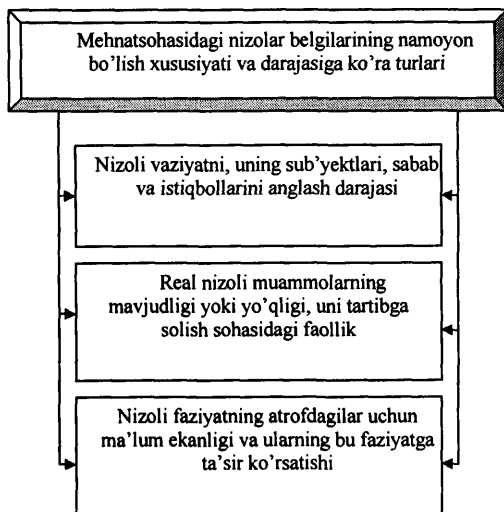 Mehnatsohasidagi nizolar belgilarining namoyon
bo'lish xususiyati va darajasiga ko'ra turlari
Nizoli vaziyatni, uning sub'yektlari, sabab
va istiqbollarini anglash darajasi
Real nizoli muammolarning
mavjudligi yoki yo'qligi, uni tartibga
solish sohasidagi faollik
Nizoli faziyatning atrofdagilar uchun
ma'lum ekanligi va ularning bu faziyatga
ta'sir ko'rsatishi